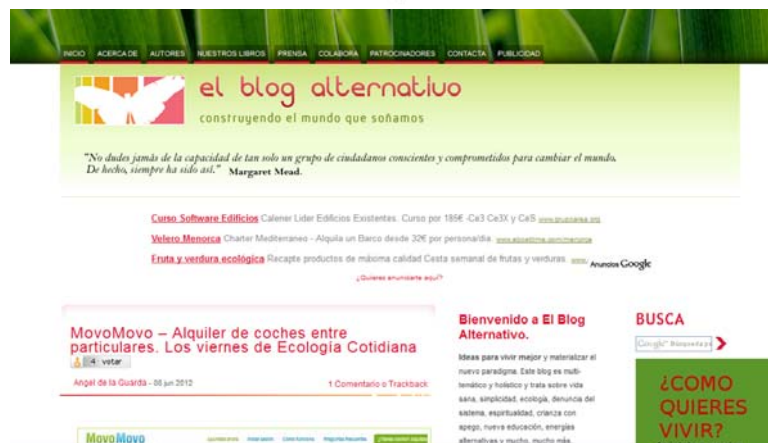 INICIO ACERCA DE AUTORES NUESTROS LIBROS PRENSA COLABORA PATROCINADORES CONTACTA PUBLICIDAD
el blog alternativo
construyendo el mundo que soñamos
"No dudes jamás de la capacidad de tan solo un grupo de ciudadanos conscientes y comprometidos para cambiar el mundo.
De hecho, siempre ha sido así." Margaret Mead.
Curso Software Edificios Calener Lider Edificios Existentes. Curso por 185€ -Ce3 Ce3X y CeS
Velero Menorca Charter Mediterraneo - Alquila un Barco desde 32€ por persona/dia.
Fruta y verdura ecológica Recapte productos de máxima calidad Cesta semanal de frutas y verduras. www. Anuncios Google
¿Quieres anunciarte aquí?
MovoMovo – Alquiler de coches entre
particulares. Los viernes de Ecología Cotidiana
4 votar
Angel de la Guarda - 08 jun 2012 1 Comentario o Trackback
MovoMovo
Bienvenido a El Blog
Alternativo.
Ideas para vivir mejor y materializar el
nuevo paradigma. Este blog es multi-
temático y holístico y trata sobre vida
sana, simplicidad, ecología, denuncia del
sistema, espiritualidad, crianza con
apego, nueva educación, energías
alternativas y mucho, mucho más.
BUSCA
Google
¿COMO
QUIERES
VIVIR?